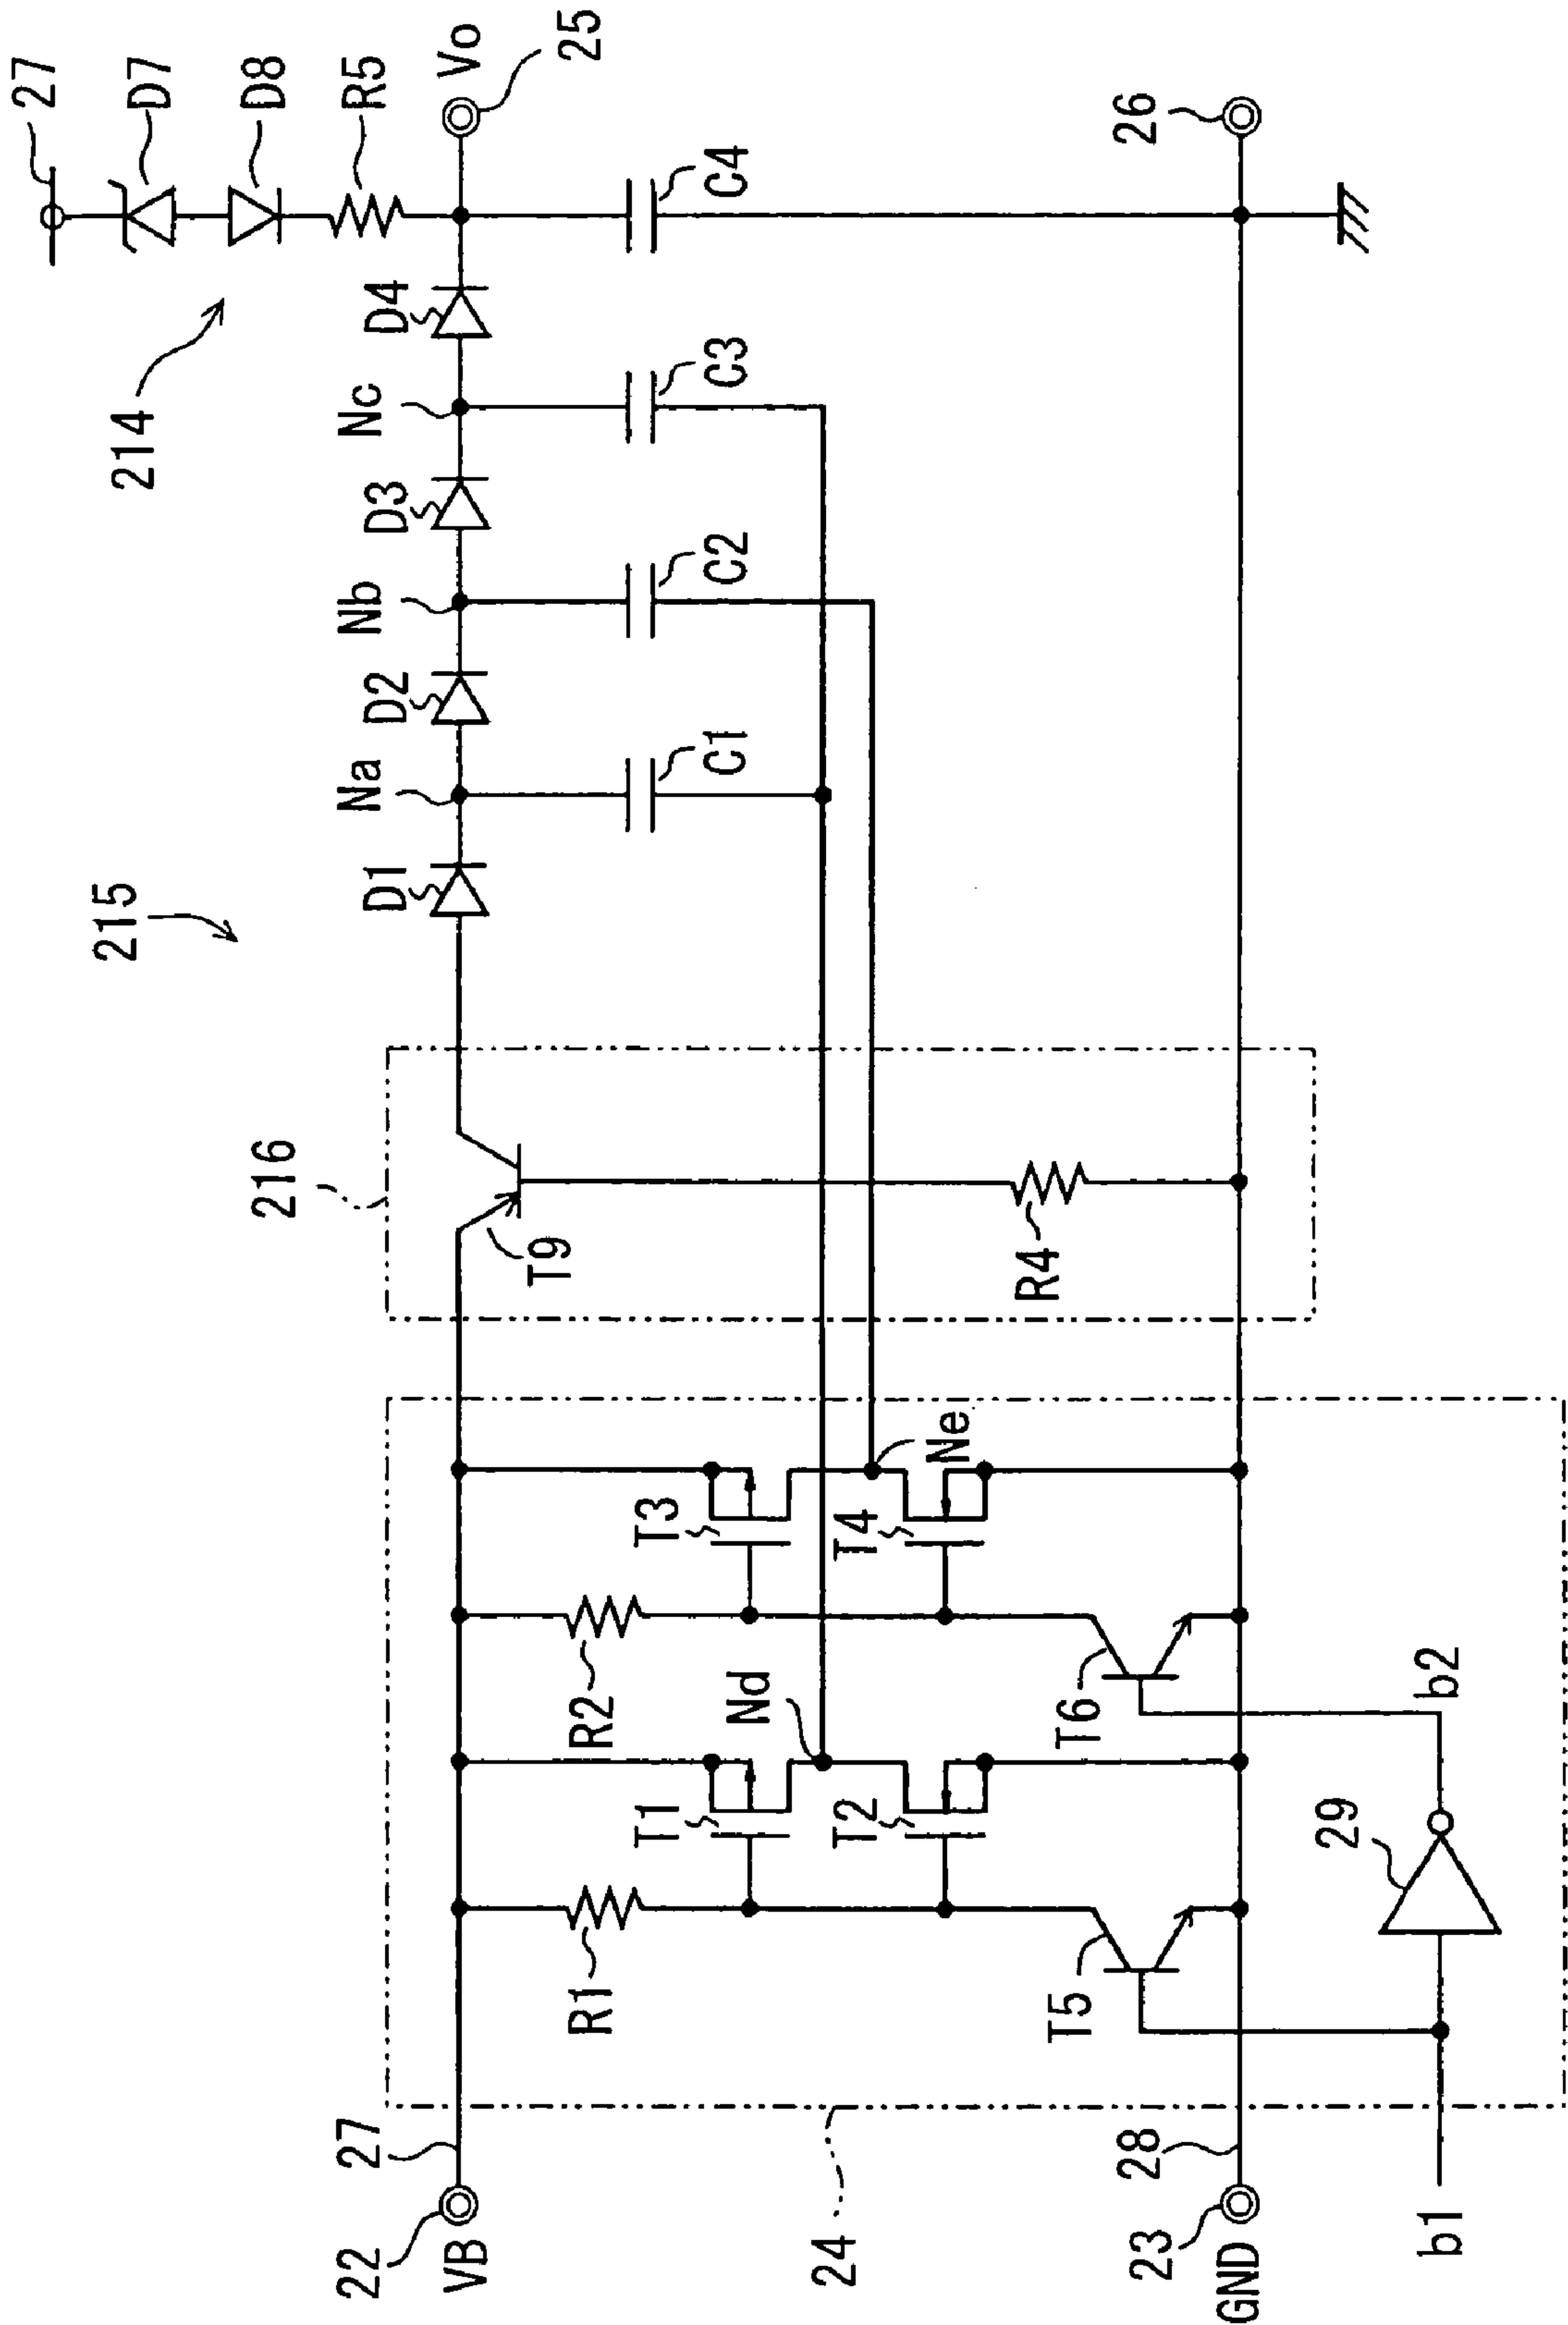 27
D7
D8
R5
Vo
25
214
D4
C4
26
Nc
D3
C3
Nb
D2
C2
Na
D1
C1
215
216
T9
R4
T3
T4
Ne
R2
T6
b2
Nd
T1
T2
29
R1
T5
27
28
22
VB
24
23
GND
b1